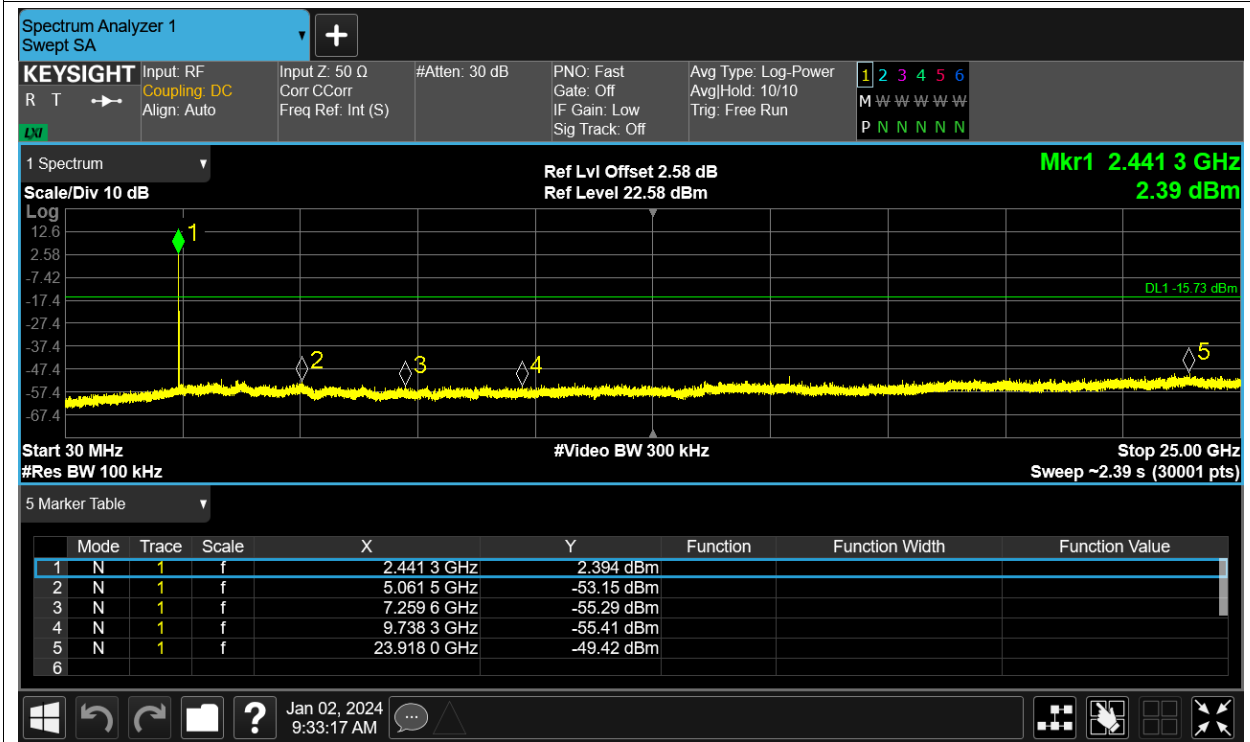 Spectrum Analyzer 1
Swept SA
KEYSIGHT
R T
LXI
Input: RF
Coupling: DC
Align: Auto
Input Z: 50 Ω
Corr CCorr
Freq Ref: Int (S)
#Atten: 30 dB
PNO: Fast
Gate: Off
IF Gain: Low
Sig Track: Off
Avg Type: Log-Power
Avg|Hold: 10/10
Trig: Free Run
1 2 3 4 5 6
M W W W W W
P N N N N N
1 Spectrum
Scale/Div 10 dB
Ref Lvl Offset 2.58 dB
Ref Level 22.58 dBm
Mkr1 2.441 3 GHz
2.39 dBm
Log
12.6
2.58
-7.42
-17.4
-27.4
-37.4
-47.4
-57.4
-67.4
1
2
3
4
5
DL1 -15.73 dBm
Start 30 MHz
#Video BW 300 kHz
Stop 25.00 GHz
#Res BW 100 kHz
Sweep ~2.39 s (30001 pts)
5 Marker Table
Mode Trace Scale X Y Function Function Width Function Value
1 N 1 f 2.441 3 GHz 2.394 dBm
2 N 1 f 5.061 5 GHz -53.15 dBm
3 N 1 f 7.259 6 GHz -55.29 dBm
4 N 1 f 9.738 3 GHz -55.41 dBm
5 N 1 f 23.918 0 GHz -49.42 dBm
6
?
Jan 02, 2024
9:33:17 AM